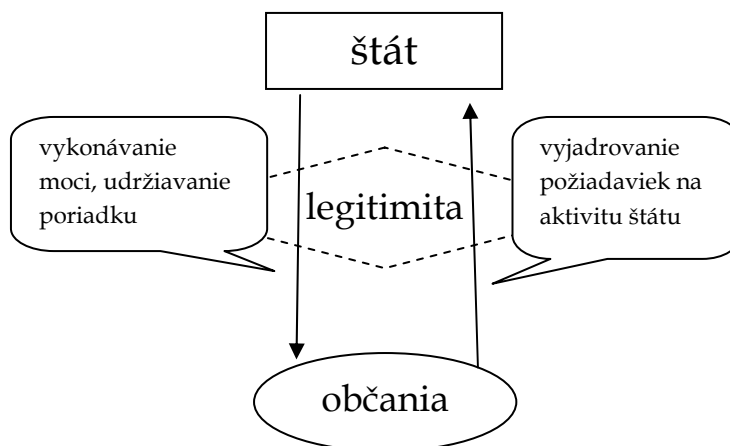 štát
vykonávanie
moci, udržiavanie
poriadku
legitimita
vyjadrovanie
požiadaviek na
aktivitu štátu
občania